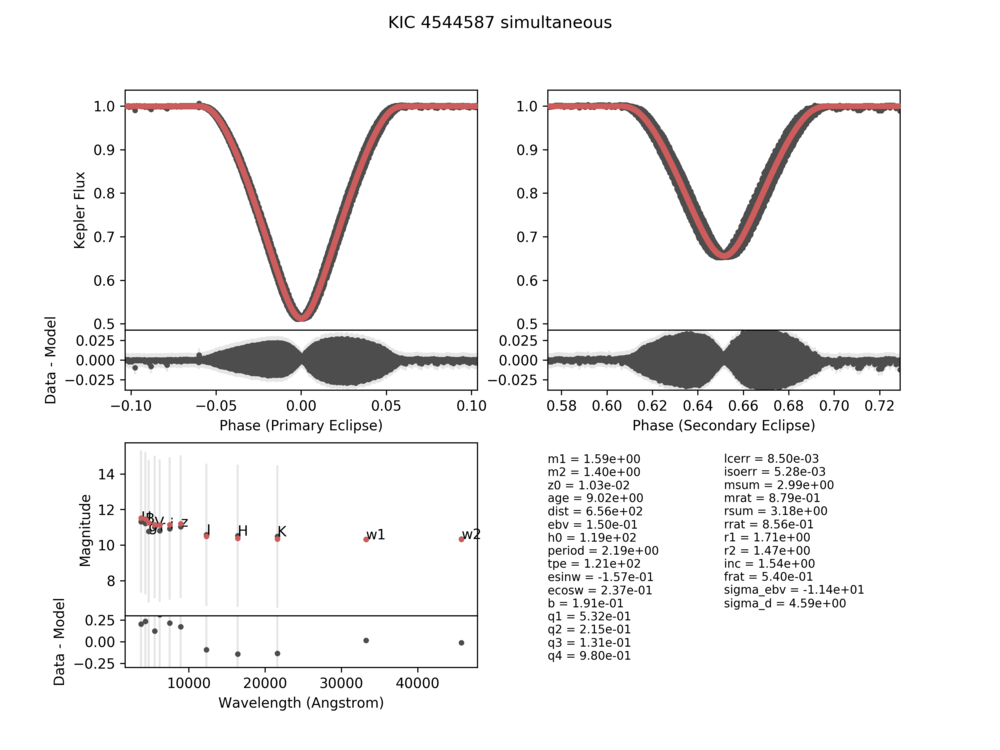 KIC 4544587 simultaneous
Kepler Flux
1.0
0.9
0.8
0.7
0.6
0.5
1.0
0.9
0.8
0.7
0.6
0.5
Data - Model
0.025
0.000
−0.025
0.025
0.000
−0.025
−0.10 −0.05 0.00 0.05 0.10
Phase (Primary Eclipse)
0.58 0.60 0.62 0.64 0.66 0.68 0.70 0.72
Phase (Secondary Eclipse)
Magnitude
14
12
10
8
B V i z
J H K w1 w2
Data - Model
0.25
0.00
−0.25
10000 20000 30000 40000
Wavelength (Angstrom)
m1 = 1.59e+00
m2 = 1.40e+00
z0 = 1.03e-02
age = 9.02e+00
dist = 6.56e+02
ebv = 1.50e-01
h0 = 1.19e+02
period = 2.19e+00
tpe = 1.21e+02
esinw = -1.57e-01
ecosw = 2.37e-01
b = 1.91e-01
q1 = 5.32e-01
q2 = 2.15e-01
q3 = 1.31e-01
q4 = 9.80e-01
lcerr = 8.50e-03
isoerr = 5.28e-03
msum = 2.99e+00
mrat = 8.79e-01
rsum = 3.18e+00
rrat = 8.56e-01
r1 = 1.71e+00
r2 = 1.47e+00
inc = 1.54e+00
frat = 5.40e-01
sigma_ebv = -1.14e+01
sigma_d = 4.59e+00